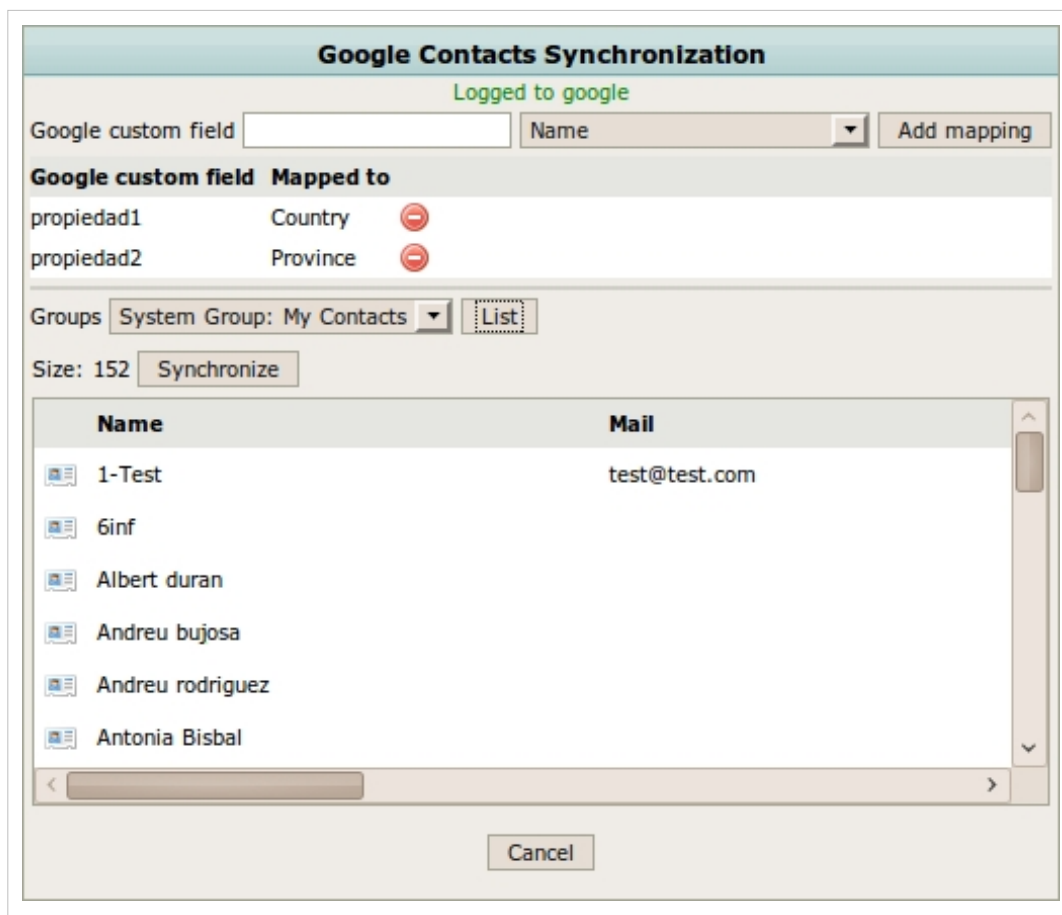 Google Contacts Synchronization
Logged to google
Google custom field Name Add mapping
Google custom field Mapped to
propiedad1 Country
propiedad2 Province
Groups System Group: My Contacts List
Size: 152 Synchronize
Name Mail
1-Test test@test.com
6inf
Albert duran
Andreu bujosa
Andreu rodriguez
Antonia Bisbal
Cancel